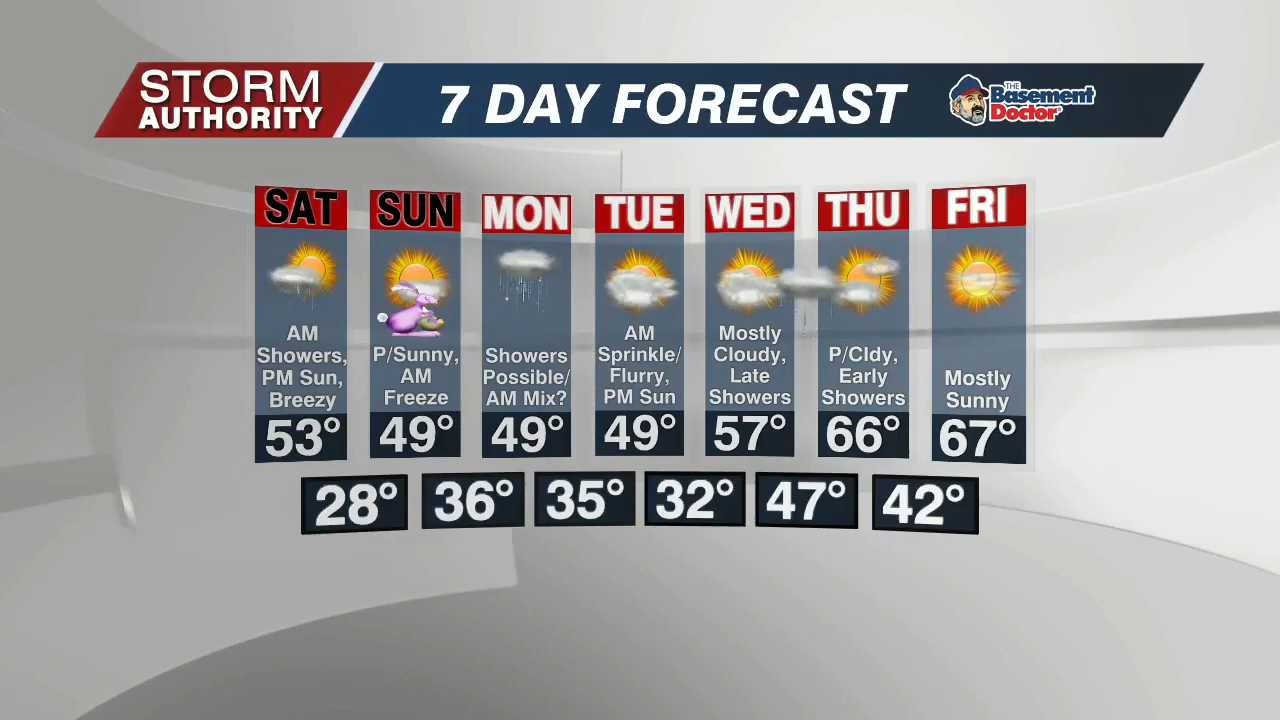 STORM
AUTHORITY
7 DAY FORECAST
THE
Basement
Doctor
SAT
SUN
MON
TUE
WED
THU
FRI
AM
Showers,
PM Sun,
Breezy
P/Sunny,
AM
Freeze
Showers
Possible/
AM Mix?
AM
Sprinkle/
Flurry,
PM Sun
Mostly
Cloudy,
Late
Showers
P/Cldy,
Early
Showers
Mostly
Sunny
53°
49°
49°
49°
57°
66°
67°
28°
36°
35°
32°
47°
42°